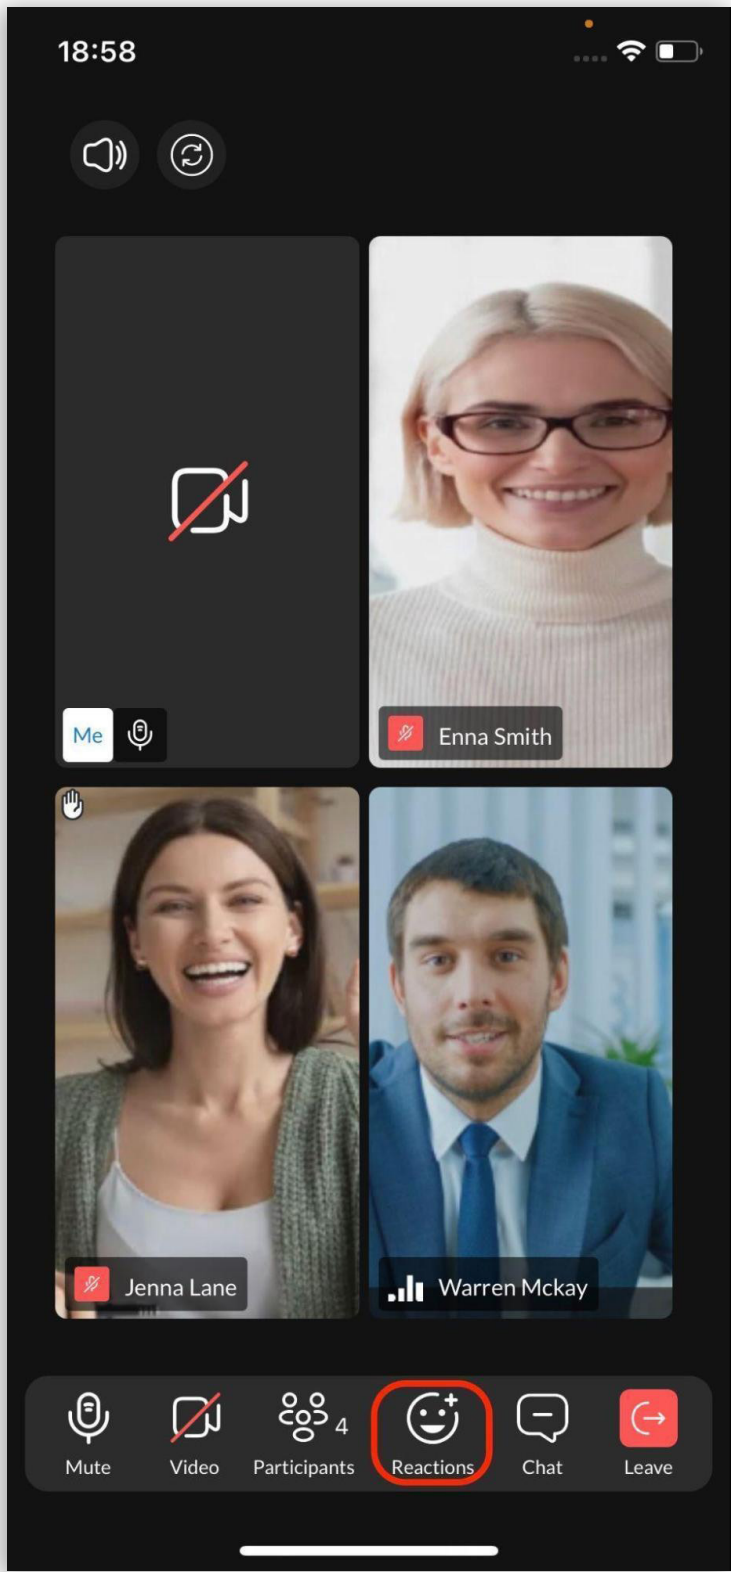 18:58
Me
Enna Smith
Jenna Lane
Warren Mckay
4
Mute
Video
Participants
Reactions
Chat
Leave